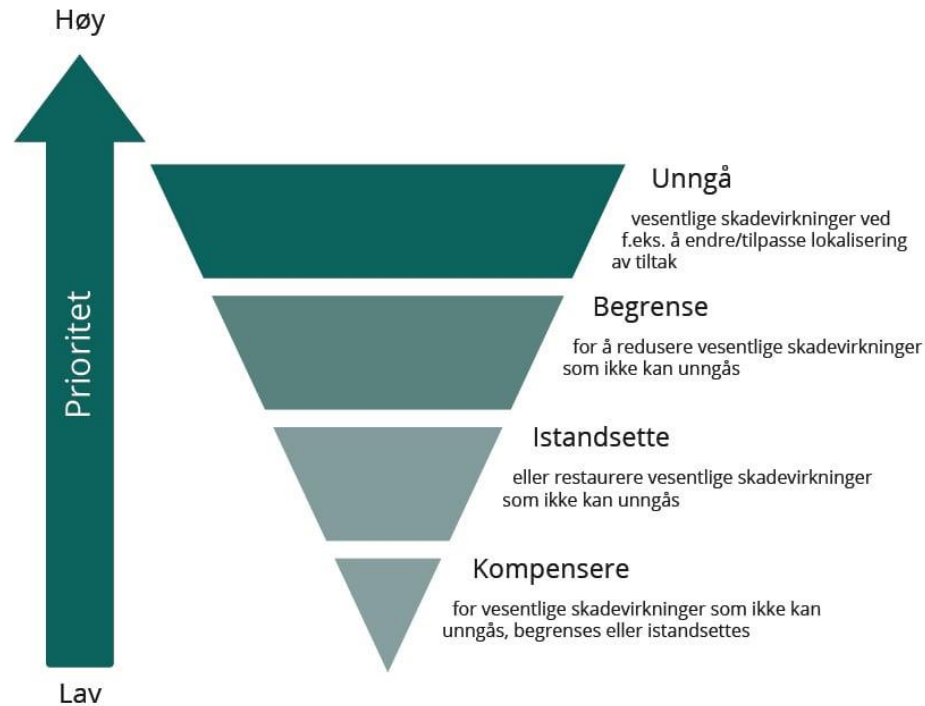 Høy
Prioritet
Unngå
vesentlige skadevirkninger ved
f.eks. å endre/tilpasse lokalisering
av tiltak
Begrense
for å redusere vesentlige skadevirkninger
som ikke kan unngås
Istandsette
eller restaurere vesentlige skadevirkninger
som ikke kan unngås
Kompensere
for vesentlige skadevirkninger som ikke kan
unngås, begrenses eller istandsettes
Lav